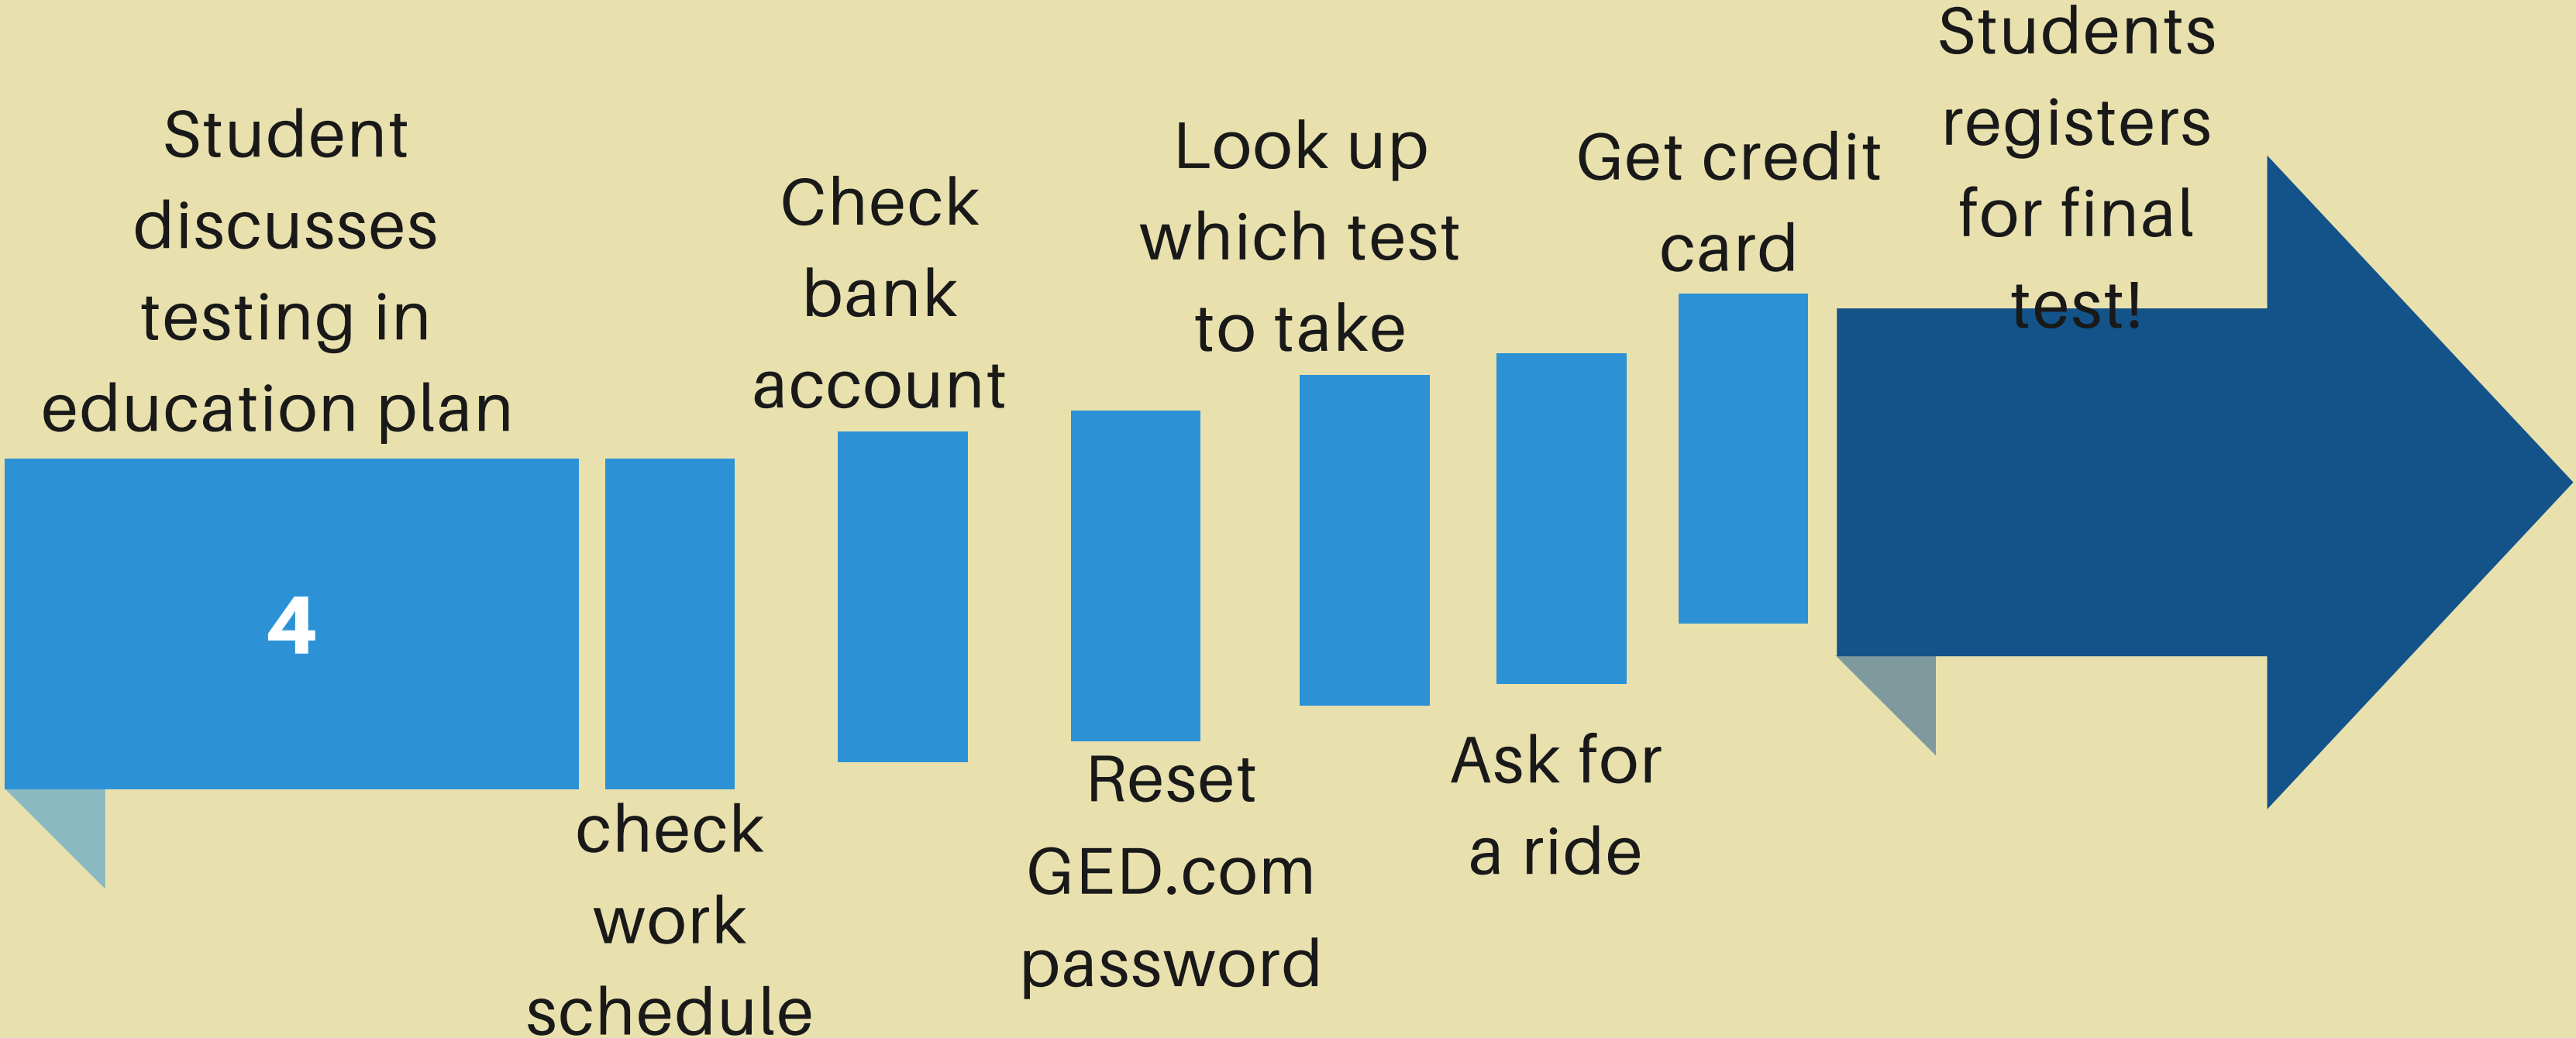 Student
discusses
testing in
education plan
4
check
work
schedule
Check
bank
account
Reset
GED.com
password
Look up
which test
to take
Ask for
a ride
Get credit
card
Students
registers
for final
test!